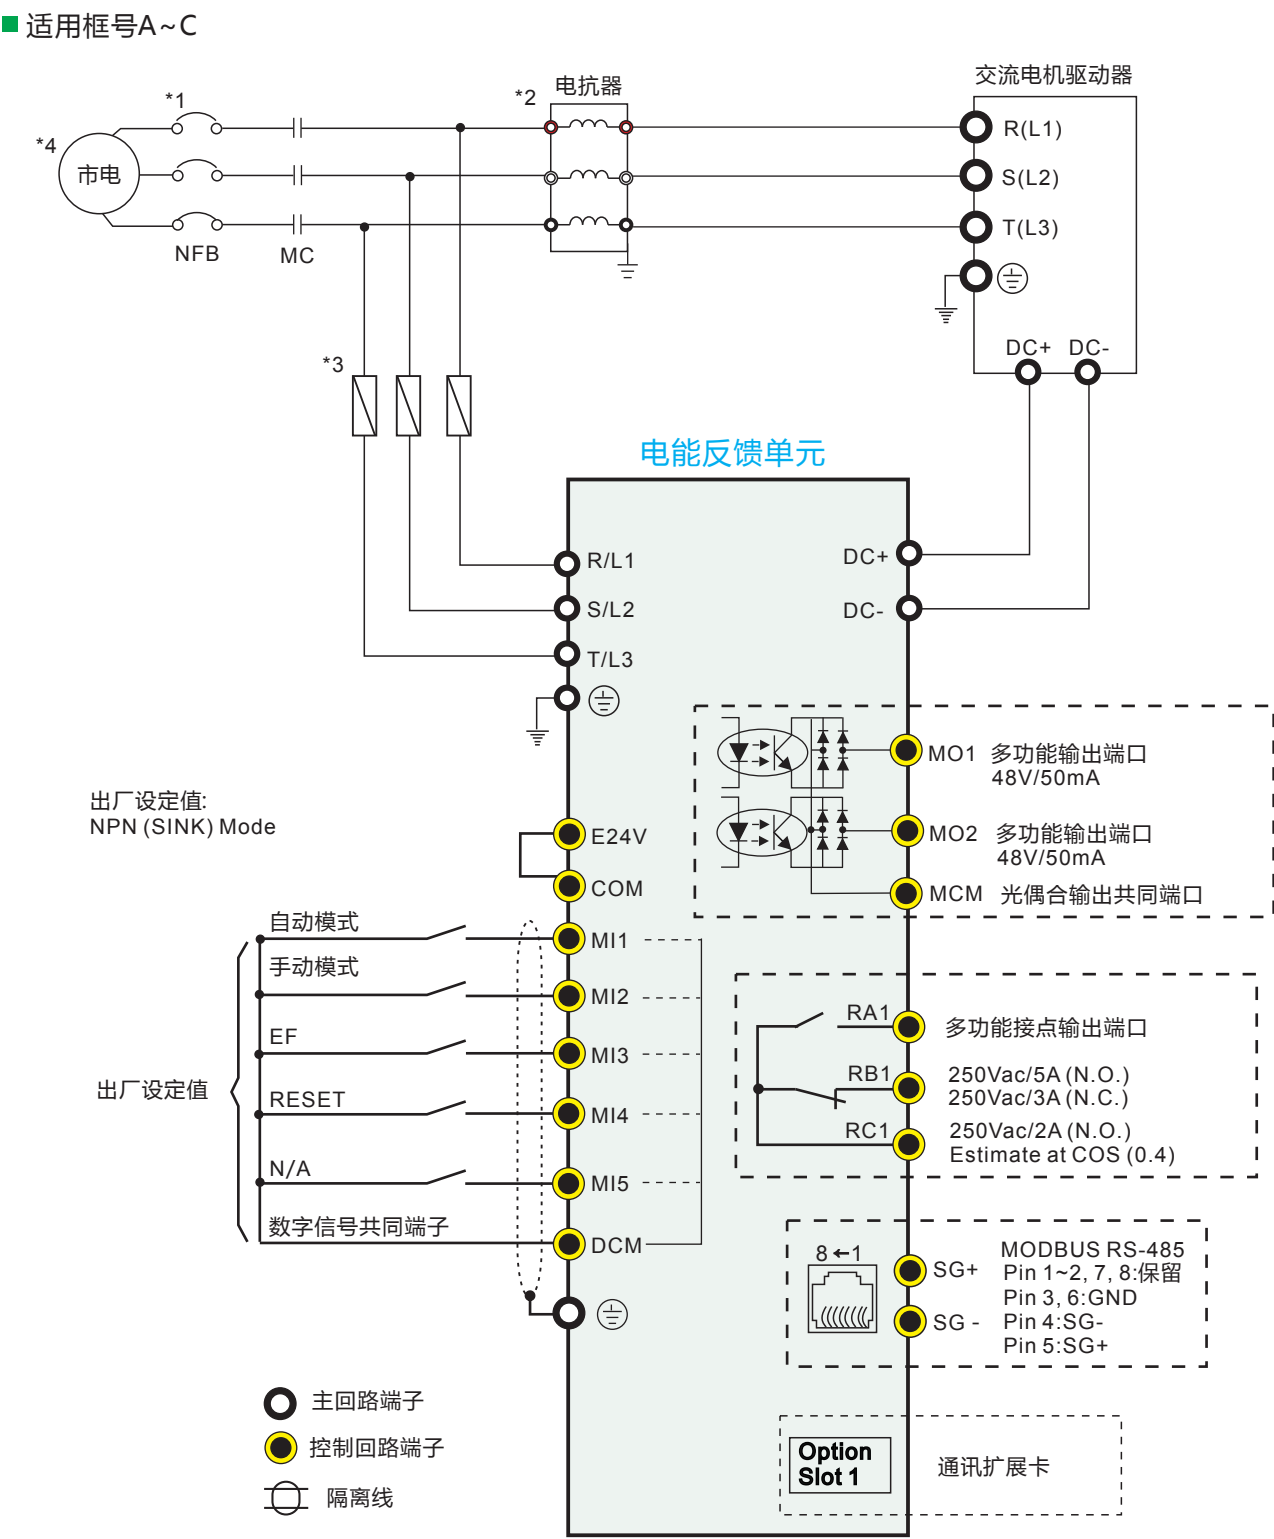 适用框号A~C
交流电机驱动器
电抗器
*1
*2
*4
市电
R(L1)
S(L2)
T(L3)
NFB
MC
DC+ DC-
*3
电能反馈单元
R/L1
DC+
S/L2
DC-
T/L3
MO1 多功能输出端口
48V/50mA
出厂设定值:
NPN (SINK) Mode
E24V
MO2 多功能输出端口
48V/50mA
COM
MCM 光偶合输出共同端口
自动模式
MI1
手动模式
MI2
RA1
多功能接点输出端口
EF
MI3
RB1
250Vac/5A (N.O.)
250Vac/3A (N.C.)
出厂设定值
RESET
MI4
RC1
250Vac/2A (N.O.)
Estimate at COS (0.4)
N/A
MI5
数字信号共同端子
DCM
8←1
SG+
SG -
MODBUS RS-485
Pin 1~2, 7, 8:保留
Pin 3, 6:GND
Pin 4:SG-
Pin 5:SG+
主回路端子
控制回路端子
隔离线
Option
Slot 1
通讯扩展卡